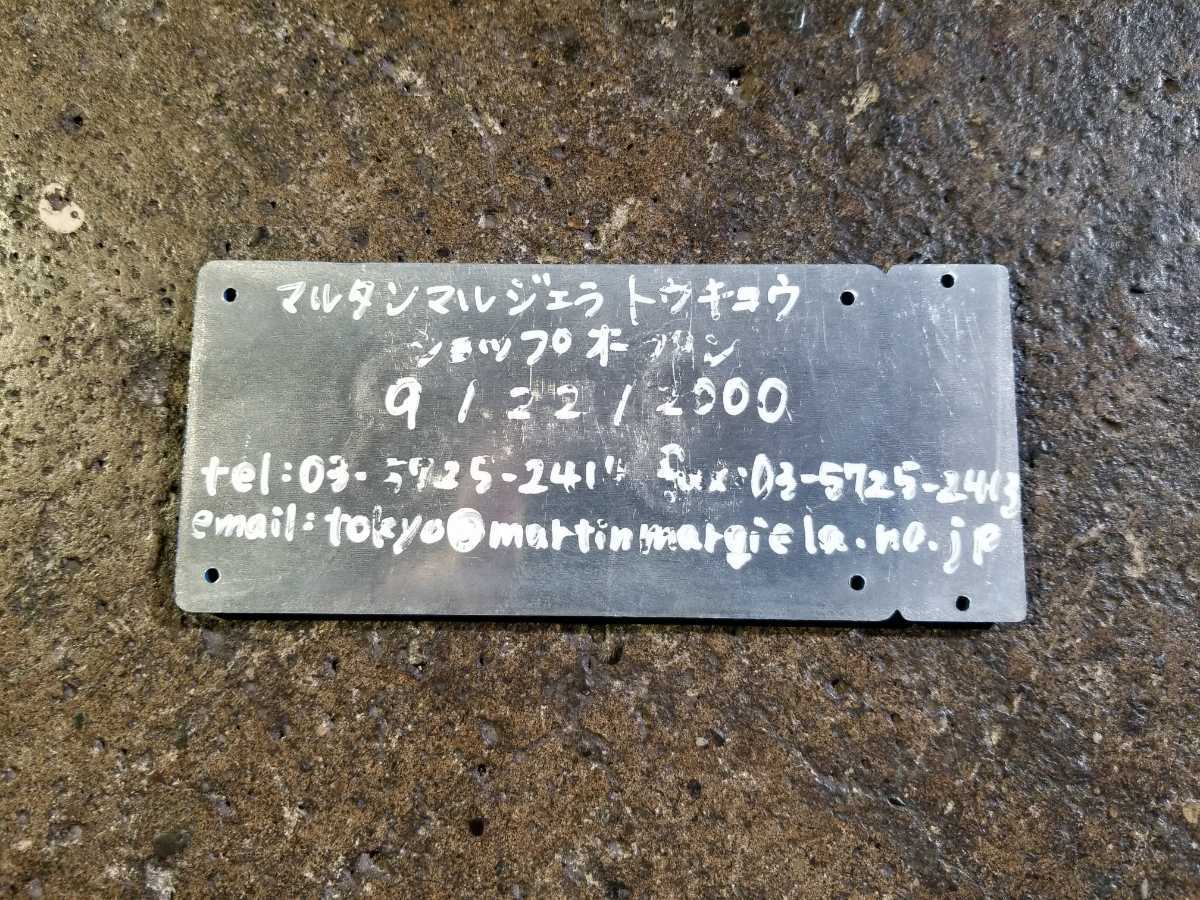 マルタンマルジェラ トウキョウ
ショップオープン
9/22/2000
tel:03-5725-2414 fax:03-5725-2413
email:tokyo@martinmargiela.ne.jp